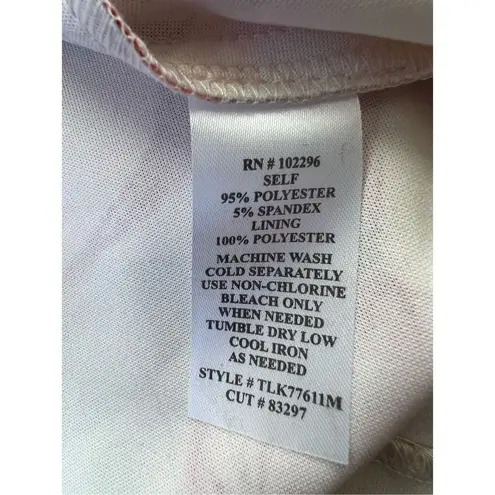 RN # 102296
SELF
95% POLYESTER
5% SPANDEX
LINING
100% POLYESTER
MACHINE WASH
COLD SEPARATELY
USE NON-CHLORINE
BLEACH ONLY
WHEN NEEDED
TUMBLE DRY LOW
COOL IRON
AS NEEDED
STYLE # TLK77611M
CUT # 83297